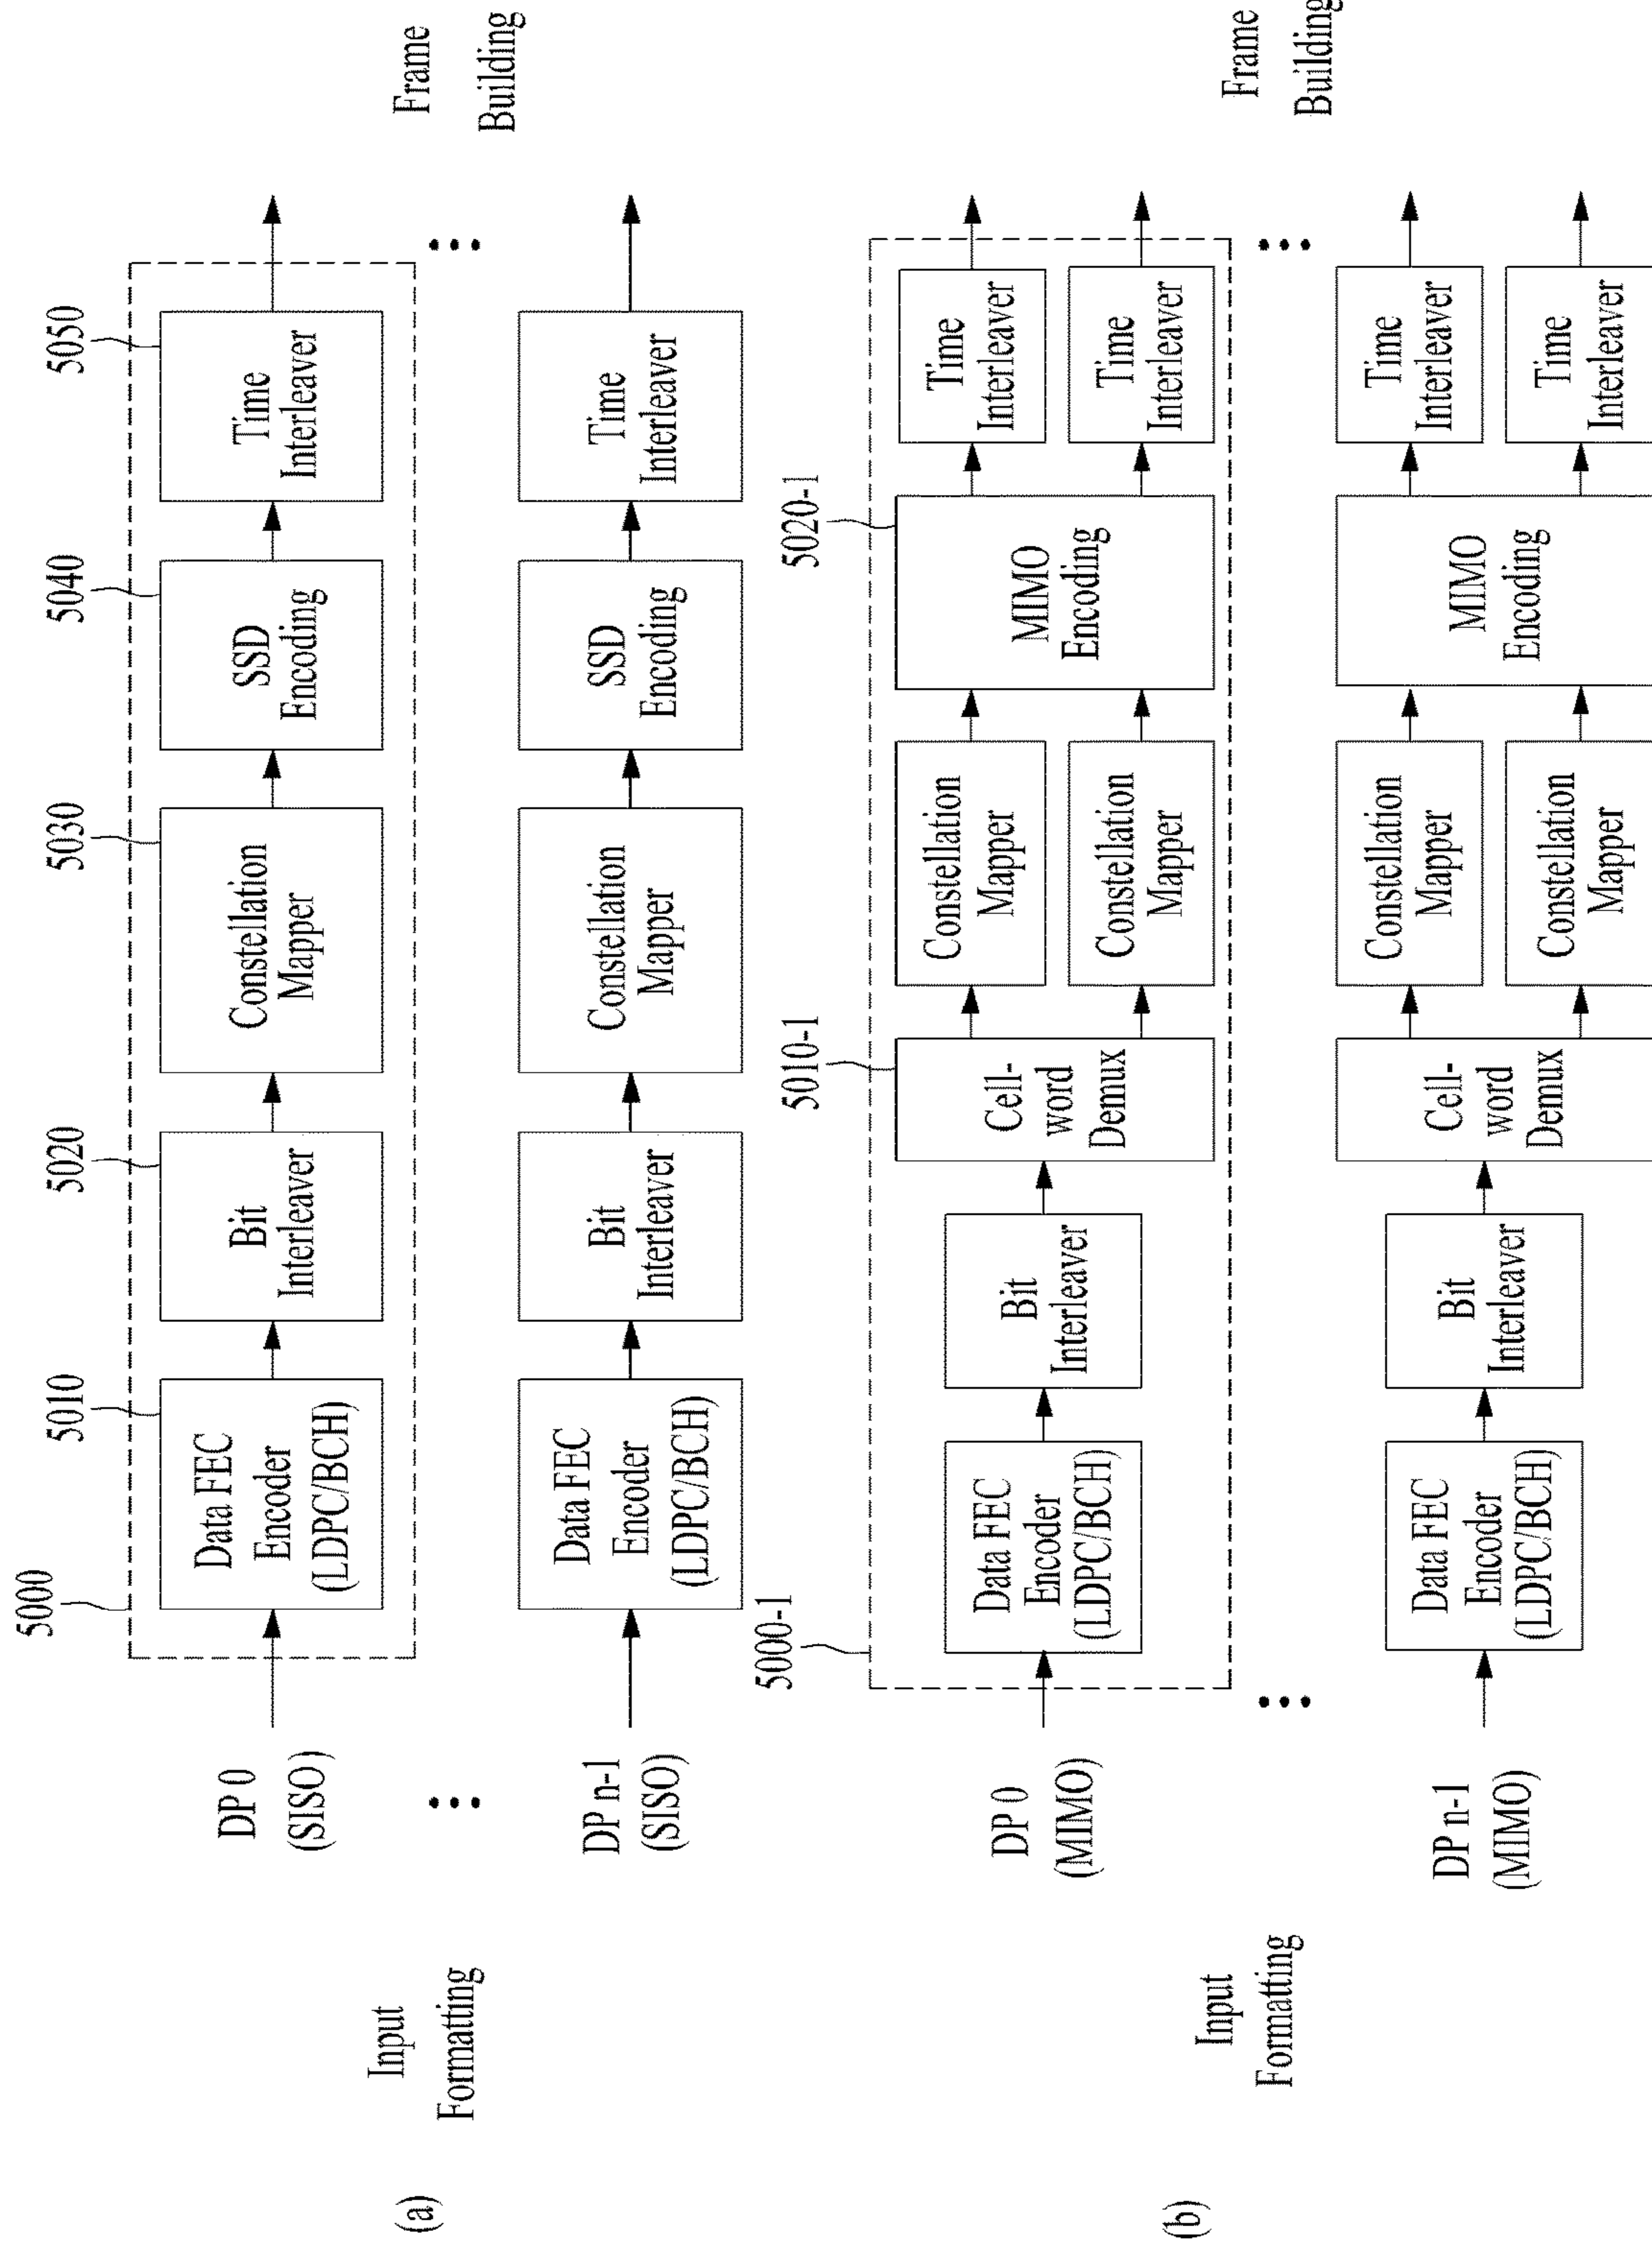 (a)
Input
Formatting
DP 0
(SISO)
5000
Data FEC
Encoder
(LDPC/BCH)
5010
Bit
Interleaver
5020
Constellation
Mapper
5030
SSD
Encoding
5040
Time
Interleaver
5050
Frame
Building
DP n-1
(SISO)
Data FEC
Encoder
(LDPC/BCH)
Bit
Interleaver
Constellation
Mapper
SSD
Encoding
Time
Interleaver
(b)
Input
Formatting
DP 0
(MIMO)
5000-1
Data FEC
Encoder
(LDPC/BCH)
Bit
Interleaver
5010-1
Cell-
word
Demux
Constellation
Mapper
Constellation
Mapper
5020-1
MIMO
Encoding
Time
Interleaver
Time
Interleaver
Frame
Building
DP n-1
(MIMO)
Data FEC
Encoder
(LDPC/BCH)
Bit
Interleaver
Cell-
word
Demux
Constellation
Mapper
Constellation
Mapper
MIMO
Encoding
Time
Interleaver
Time
Interleaver